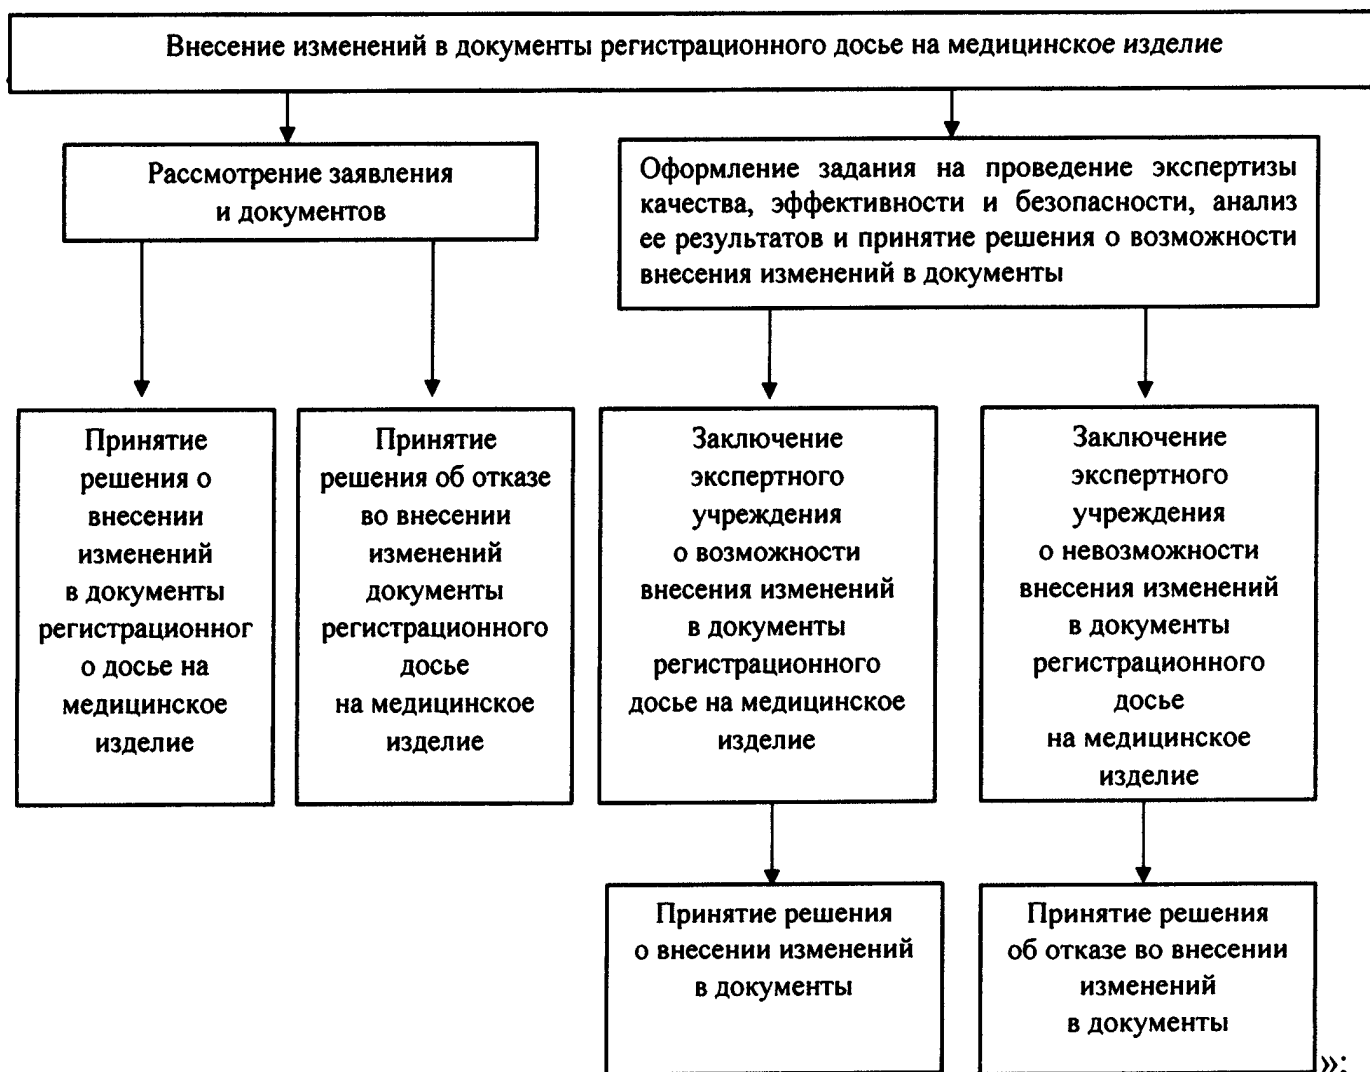 Внесение изменений в документы регистрационного досье на медицинское изделие
Рассмотрение заявления
и документов
Оформление задания на проведение экспертизы
качества, эффективности и безопасности, анализ
ее результатов и принятие решения о возможности
внесения изменений в документы
Принятие
решения о
внесении
изменений
в документы
регистрационног
о досье на
медицинское
изделие
Принятие
решения об отказе
во внесении
изменений
документы
регистрационного
досье
на медицинское
изделие
Заключение
экспертного
учреждения
о возможности
внесения изменений
в документы
регистрационного
досье на медицинское
изделие
Заключение
экспертного
учреждения
о невозможности
внесения изменений
в документы
регистрационного
досье
на медицинское
изделие
Принятие решения
о внесении изменений
в документы
Принятие решения
об отказе во внесении
изменений
в документы
»;